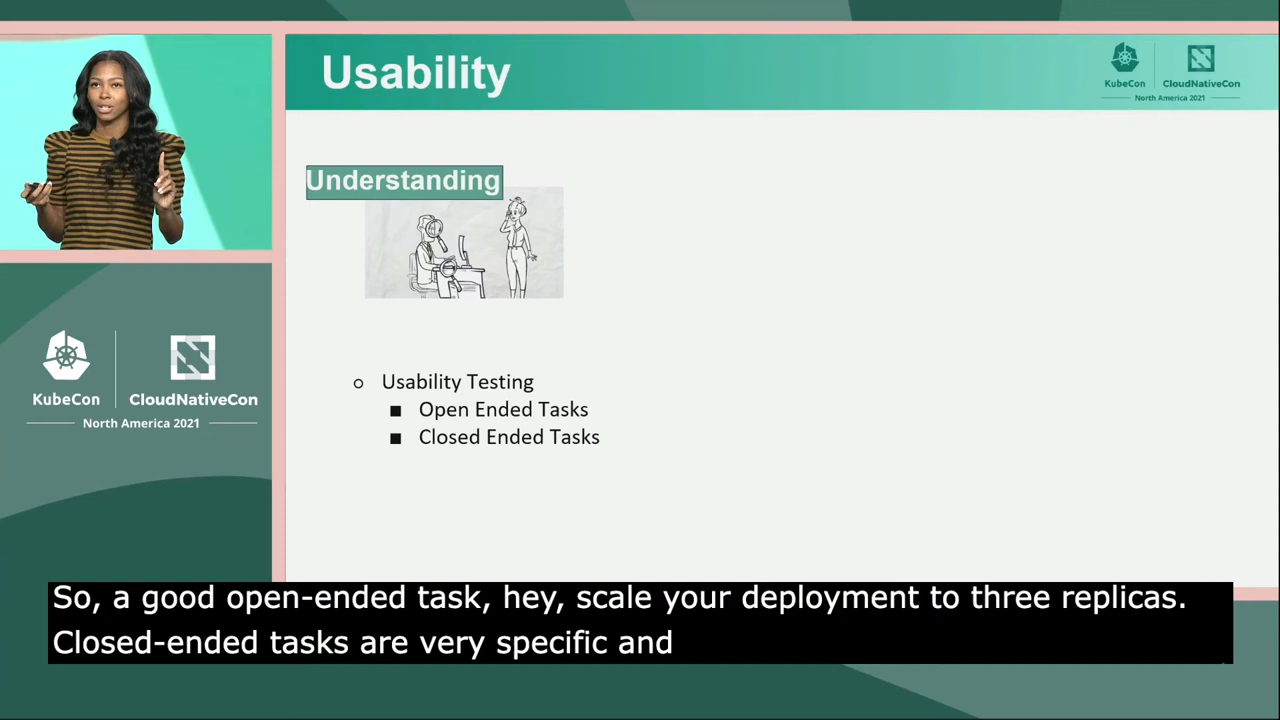 Usability
KubeCon
CloudNativeCon
North America 2021
Understanding
○ Usability Testing
■ Open Ended Tasks
■ Closed Ended Tasks
KubeCon
CloudNativeCon
North America 2021
So, a good open-ended task, hey, scale your deployment to three replicas.
Closed-ended tasks are very specific and